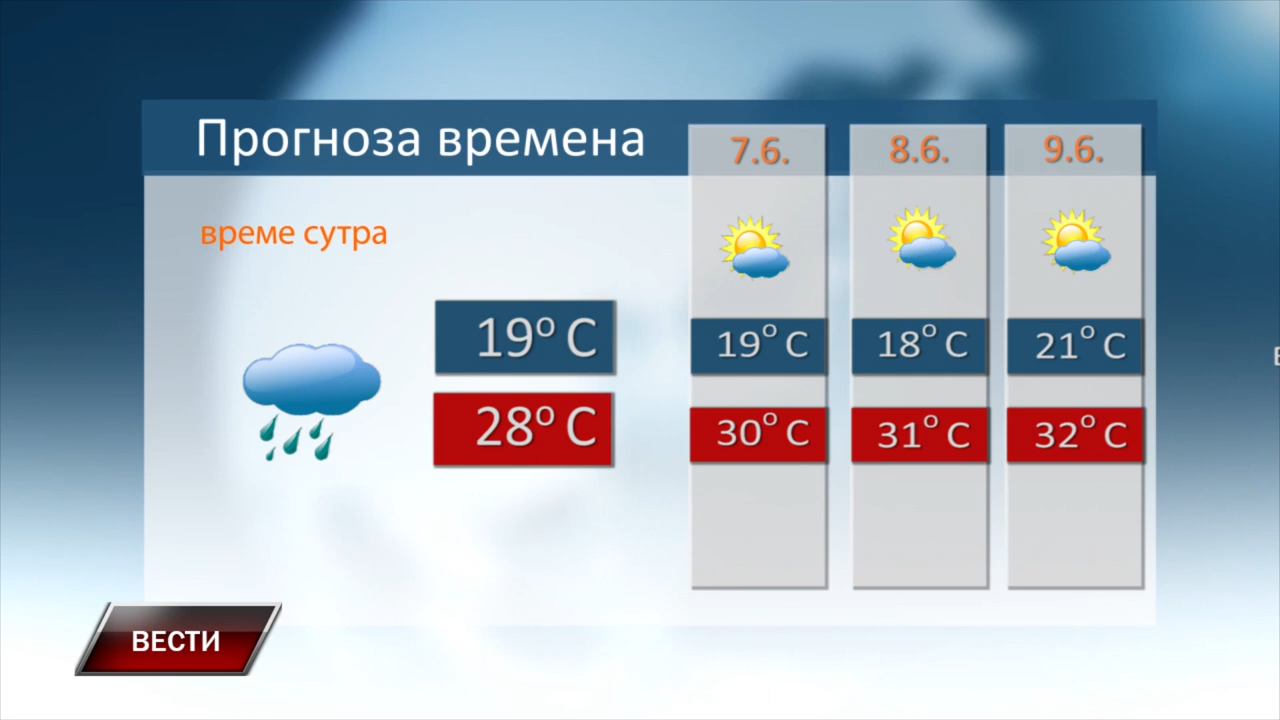 Прогноза времена
време сутра
19º C
28º C
7.6.
19º C
30º C
8.6.
18º C
31º C
9.6.
21º C
32º C
ВЕСТИ